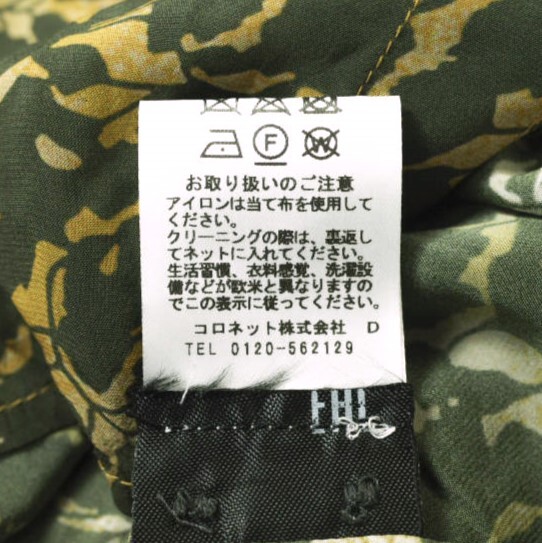 F W
お取り扱いのご注意
アイロンは当て布を使用して
ください。
クリーニングの際は、裏返し
てネットに入れてください。
生活習慣、衣料感覚、洗濯設
備などが欧米と異なりますの
でこの表示に従ってください。
コロネット株式会社 D
TEL 0120-562129